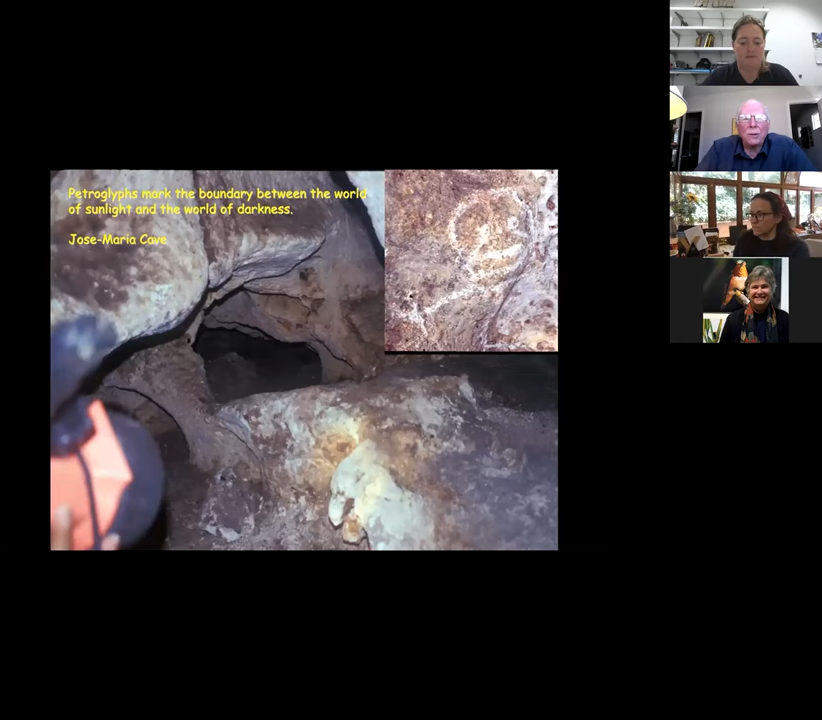 Petroglyphs mark the boundary between the world
of sunlight and the world of darkness.
Jose-Maria Cave